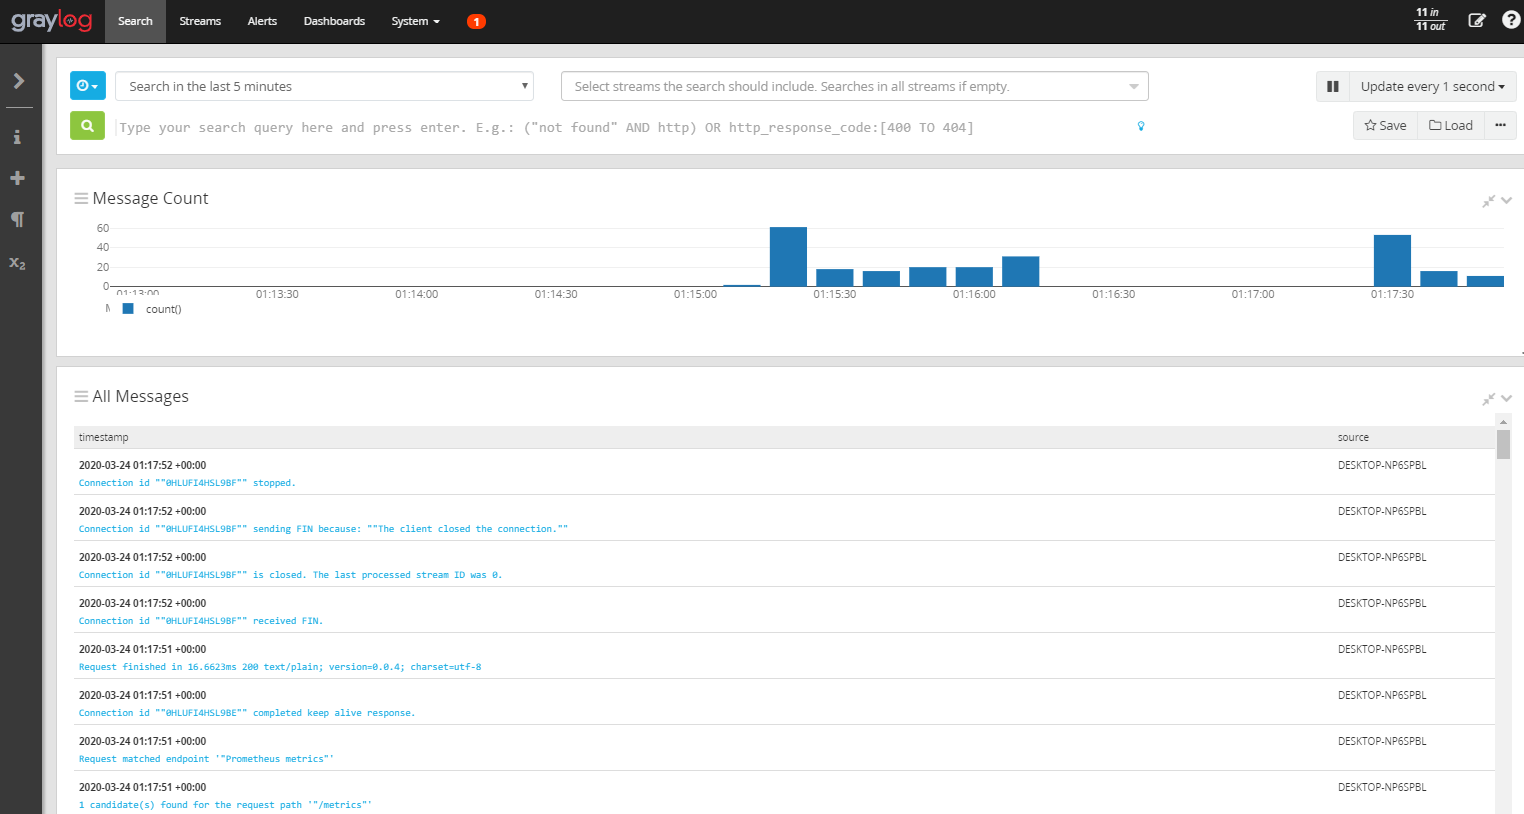 graylog Search Streams Alerts Dashboards System 1 11 in
11 out
Search in the last 5 minutes Select streams the search should include. Searches in all streams if empty. Update every 1 second
Type your search query here and press enter. E.g.: ("not found" AND http) OR http_response_code:[400 TO 404] Save Load
Message Count
60
40
20
0
01:13:00 01:13:30 01:14:00 01:14:30 01:15:00 01:15:30 01:16:00 01:16:30 01:17:00 01:17:30
count()
All Messages
timestamp source
2020-03-24 01:17:52 +00:00 DESKTOP-NP6SPBL
Connection id ""0HLUFI4HSL9BF"" stopped.
2020-03-24 01:17:52 +00:00 DESKTOP-NP6SPBL
Connection id ""0HLUFI4HSL9BF"" sending FIN because: ""The client closed the connection.""
2020-03-24 01:17:52 +00:00 DESKTOP-NP6SPBL
Connection id ""0HLUFI4HSL9BF"" is closed. The last processed stream ID was 0.
2020-03-24 01:17:52 +00:00 DESKTOP-NP6SPBL
Connection id ""0HLUFI4HSL9BF"" received FIN.
2020-03-24 01:17:51 +00:00 DESKTOP-NP6SPBL
Request finished in 16.6623ms 200 text/plain; version=0.0.4; charset=utf-8
2020-03-24 01:17:51 +00:00 DESKTOP-NP6SPBL
Connection id ""0HLUFI4HSL9BE"" completed keep alive response.
2020-03-24 01:17:51 +00:00 DESKTOP-NP6SPBL
Request matched endpoint '"Prometheus metrics"'
2020-03-24 01:17:51 +00:00 DESKTOP-NP6SPBL
1 candidate(s) found for the request path '"/metrics"'